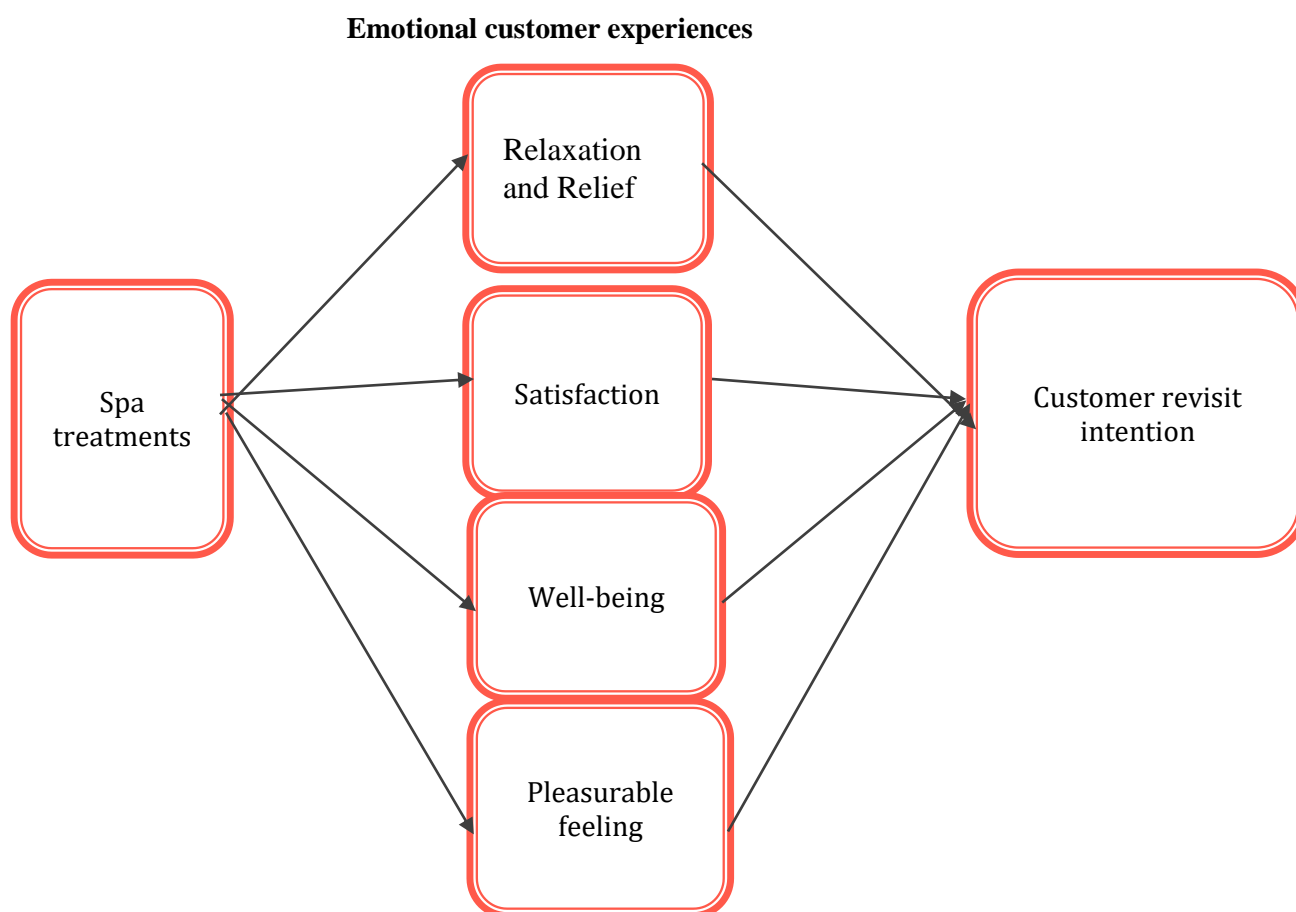 Emotional customer experiences
Relaxation
and Relief
Spa
treatments
Satisfaction
Well-being
Pleasurable
feeling
Customer revisit
intention